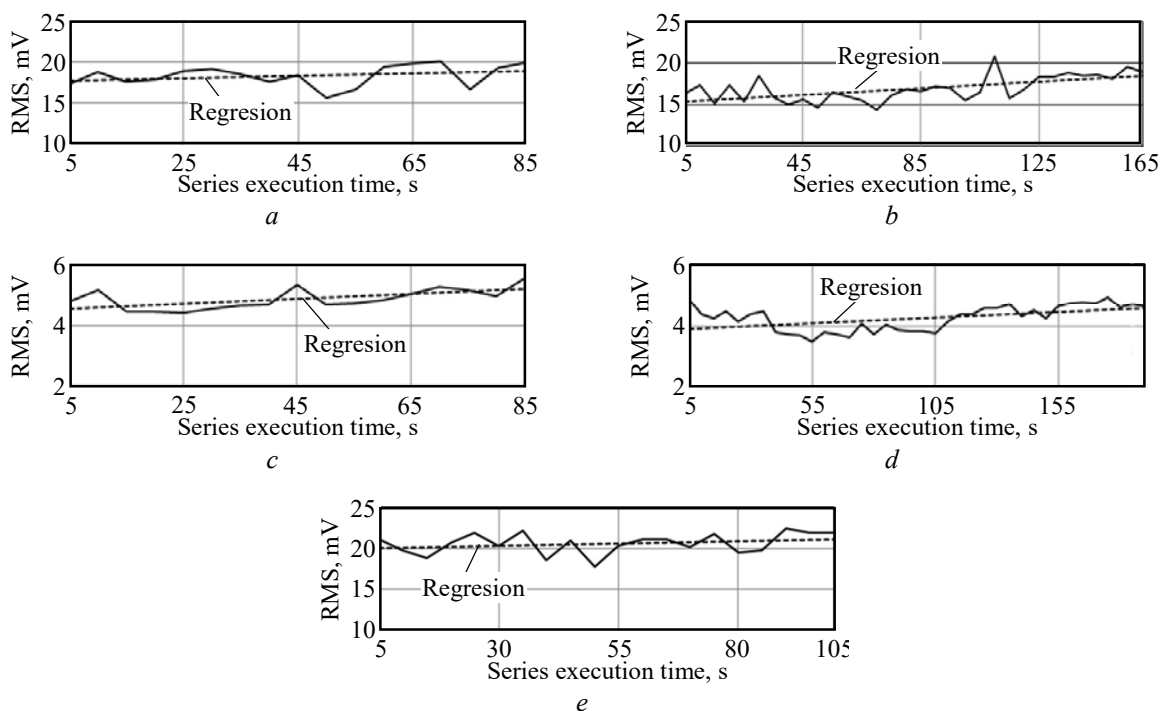 25
20
15
10
RMS, mV
Regresion
5
25
45
65
85
Series execution time, s
a
25
20
15
10
RMS, mV
Regresion
5
45
85
125
165
Series execution time, s
b
6
4
2
RMS, mV
Regresion
5
25
45
65
85
Series execution time, s
c
6
4
2
RMS, mV
Regresion
5
55
105
155
Series execution time, s
d
25
20
15
10
RMS, mV
Regresion
5
30
55
80
105
Series execution time, s
e